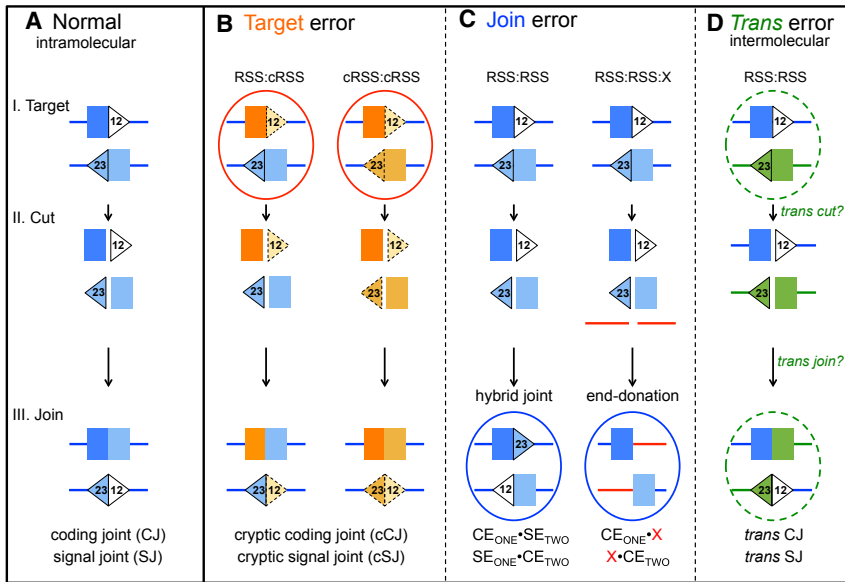 A Normal
intramolecular
B Target error
C Join error
D Trans error
intermolecular
RSS:cRSS
cRSS:cRSS
RSS:RSS
RSS:RSS:X
RSS:RSS
I. Target
12
12
12
12
12
12
23
23
23
23
23
23
II. Cut
trans cut?
12
12
12
12
12
12
23
23
23
23
23
23
trans join?
hybrid joint
end-donation
III. Join
23
23 12
23 12
23 12
12
23 12
coding joint (CJ)
signal joint (SJ)
cryptic coding joint (cCJ)
cryptic signal joint (cSJ)
CEONE•SETWO
SEONE•CETWO
CEONE•X
X•CETWO
trans CJ
trans SJ